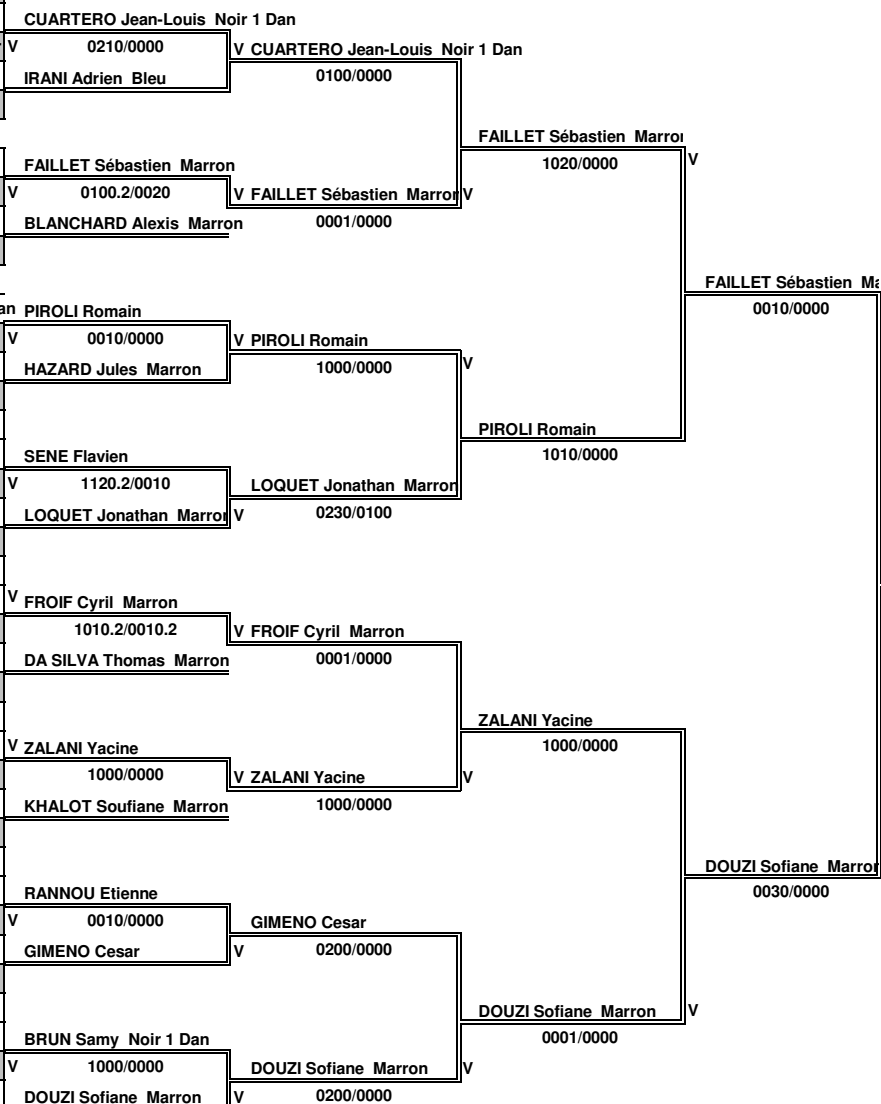 CUARTERO Jean-Louis Noir 1 Dan
V 0210/0000 V CUARTERO Jean-Louis Noir 1 Dan
IRANI Adrien Bleu 0100/0000
FAILLET Sébastien Marron
1020/0000 V
FAILLET Sébastien Marron
V 0100.2/0020 V FAILLET Sébastien Marron V
BLANCHARD Alexis Marron 0001/0000
FAILLET Sébastien Ma
an PIROLI Romain 0010/0000
V 0010/0000 V PIROLI Romain
HAZARD Jules Marron 1000/0000 V
PIROLI Romain
SENE Flavien 1010/0000
V 1120.2/0010 LOQUET Jonathan Marron
LOQUET Jonathan Marron V 0230/0100
V FROIF Cyril Marron
1010.2/0010.2 V FROIF Cyril Marron
DA SILVA Thomas Marron 0001/0000
ZALANI Yacine
V ZALANI Yacine 1000/0000
1000/0000 V ZALANI Yacine V
KHALOT Soufiane Marron 1000/0000
DOUZI Sofiane Marron
RANNOU Etienne 0030/0000
V 0010/0000 GIMENO Cesar
GIMENO Cesar V 0200/0000
DOUZI Sofiane Marron V
BRUN Samy Noir 1 Dan 0001/0000
V 1000/0000 DOUZI Sofiane Marron V
DOUZI Sofiane Marron V 0200/0000